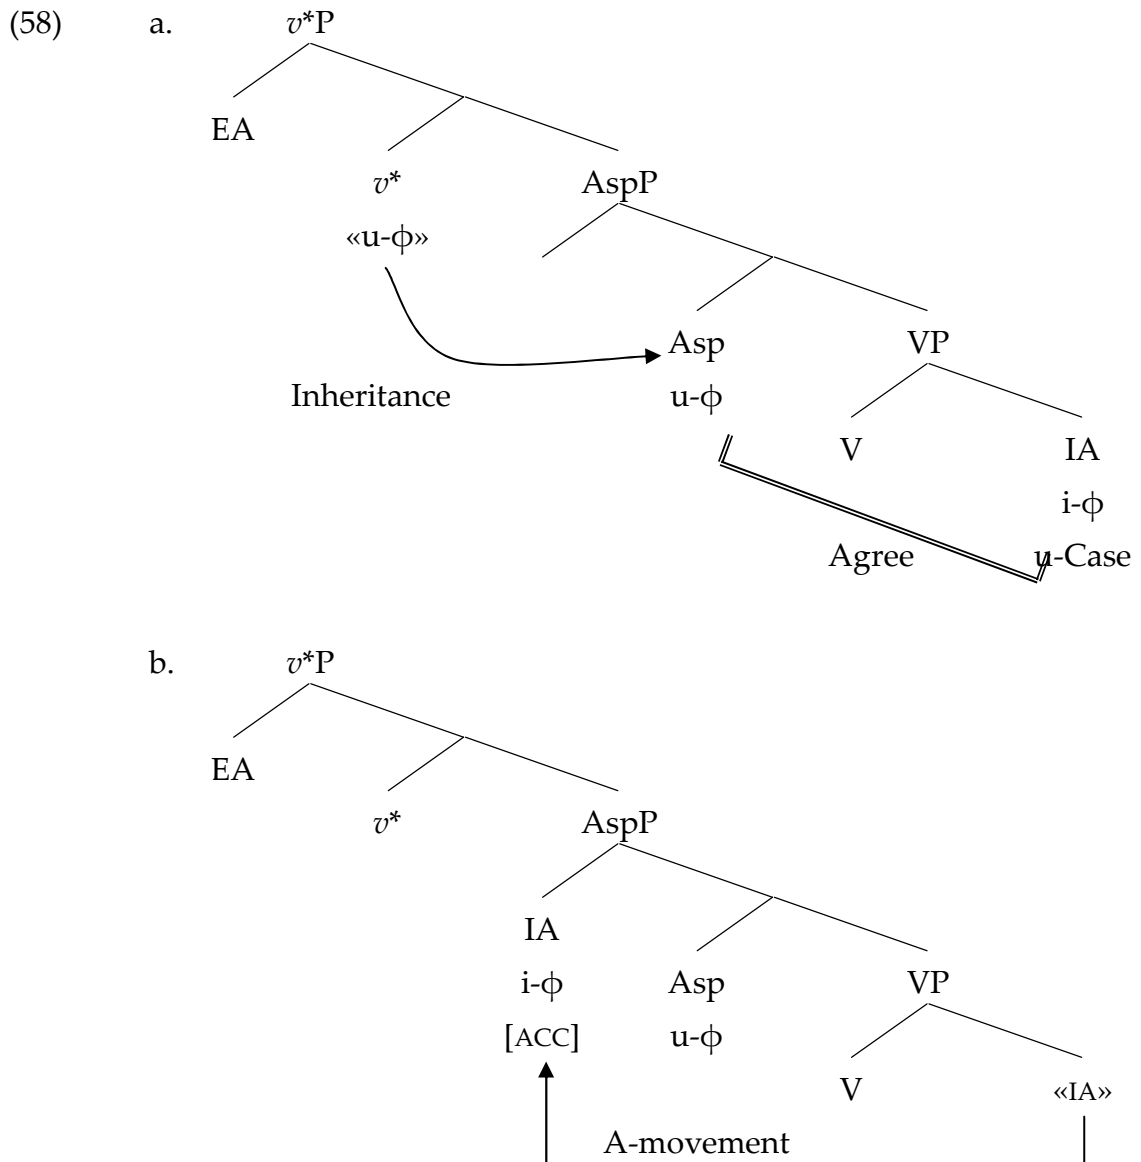 (58) a. v*P
EA
v* AspP
«u-ϕ»
Asp VP
Inheritance u-ϕ
V IA
i-ϕ
Agree u-Case
b. v*P
EA
v* AspP
IA
i-ϕ Asp VP
[ACC] u-ϕ
V «IA»
A-movement